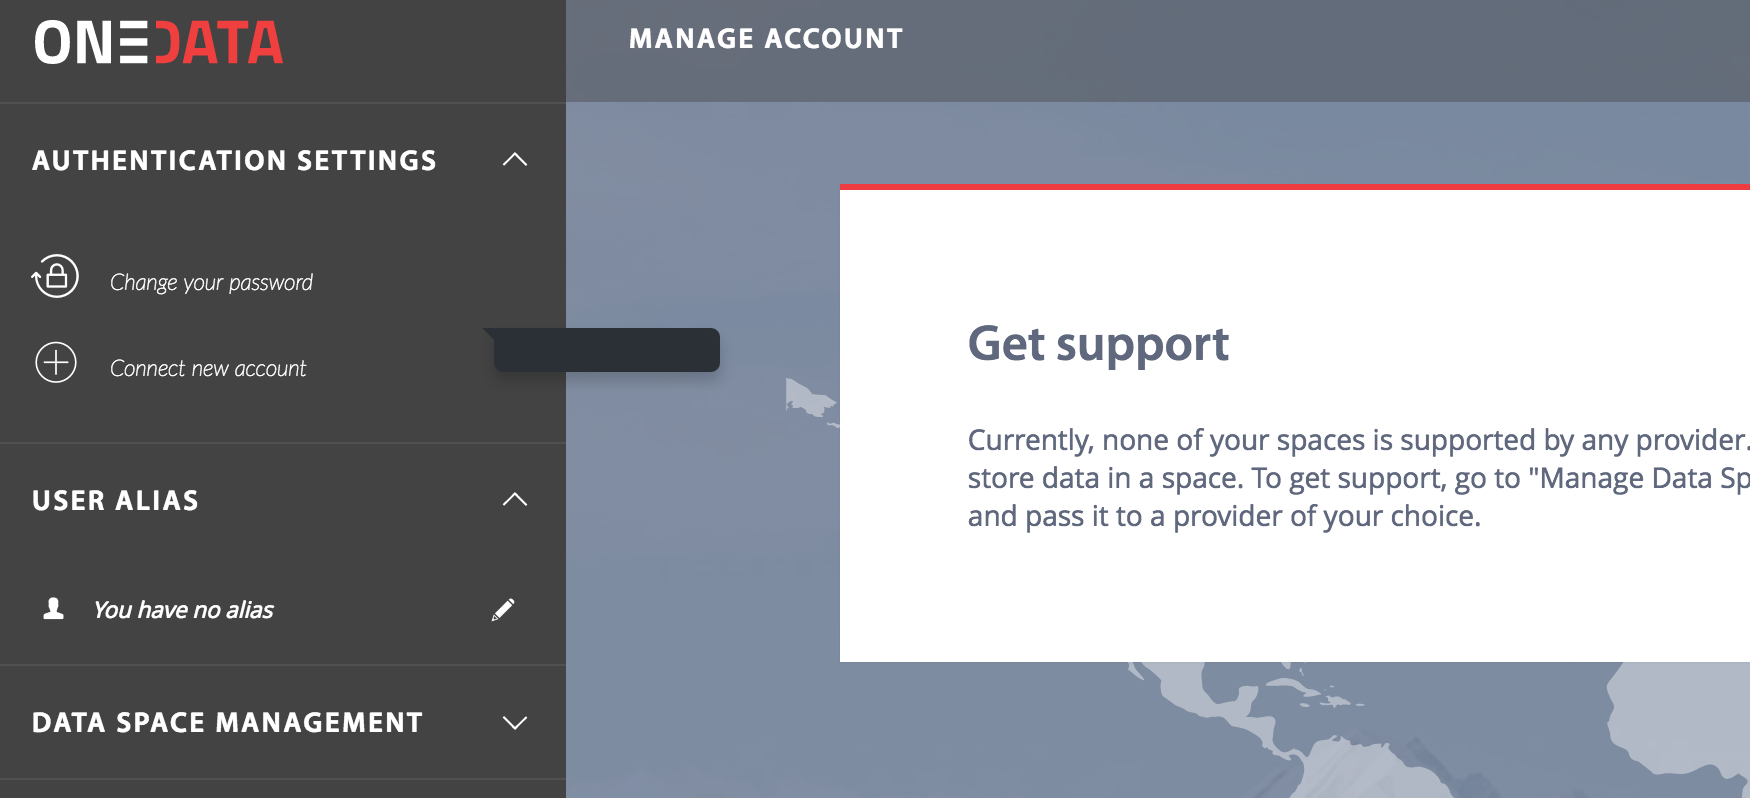 ONEDATA
MANAGE ACCOUNT
AUTHENTICATION SETTINGS
Change your password
Connect new account
USER ALIAS
You have no alias
DATA SPACE MANAGEMENT
Get support
Currently, none of your spaces is supported by any provider.
store data in a space. To get support, go to "Manage Data Sp
and pass it to a provider of your choice.